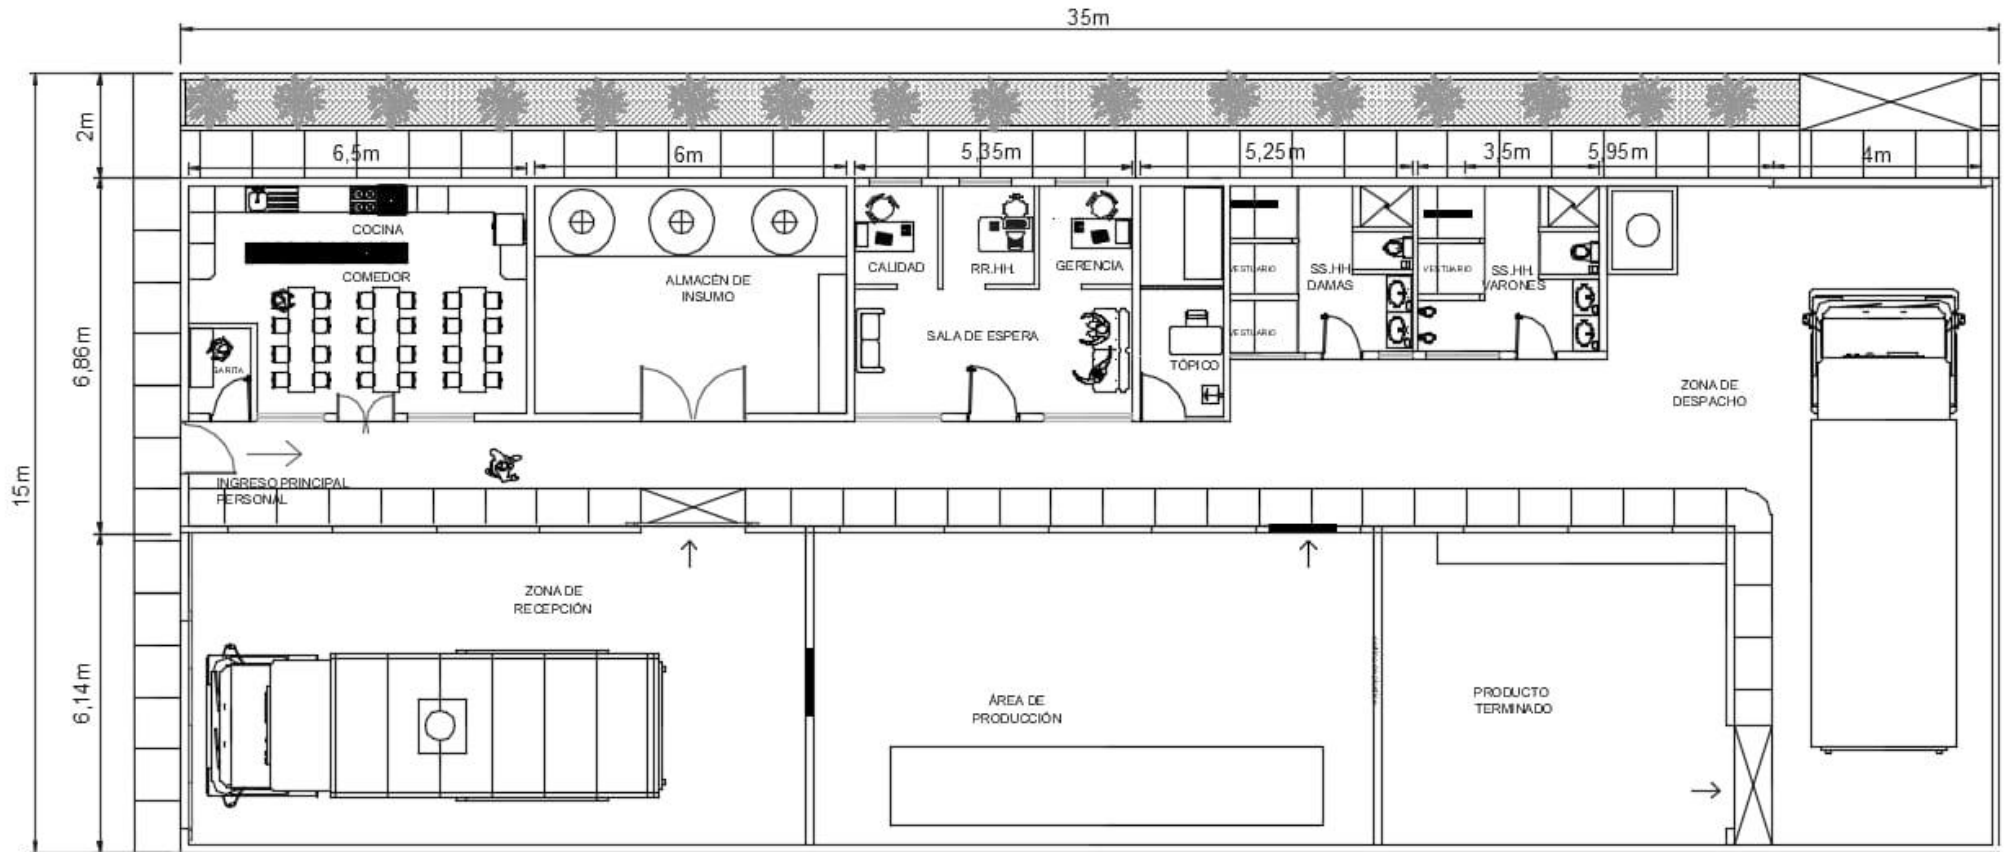 35m
2m
6,5m
6m
5,35m
5,25m
3,5m
5,95m
4m
COCINA
COMEDOR
ALMACÉN DE
INSUMO
CALIDAD
RR.HH.
GERENCIA
VESTUARIO
SS.HH.
DAMAS
VESTUARIO
SS.HH.
VARONES
SALA DE ESPERA
VESTUARIO
6,86m
GARITA
TÓPICO
ZONA DE
DESPACHO
15m
INGRESO PRINCIPAL
PERSONAL
ZONA DE
RECEPCIÓN
6,14m
ÁREA DE
PRODUCCIÓN
PRODUCTO
TERMINADO